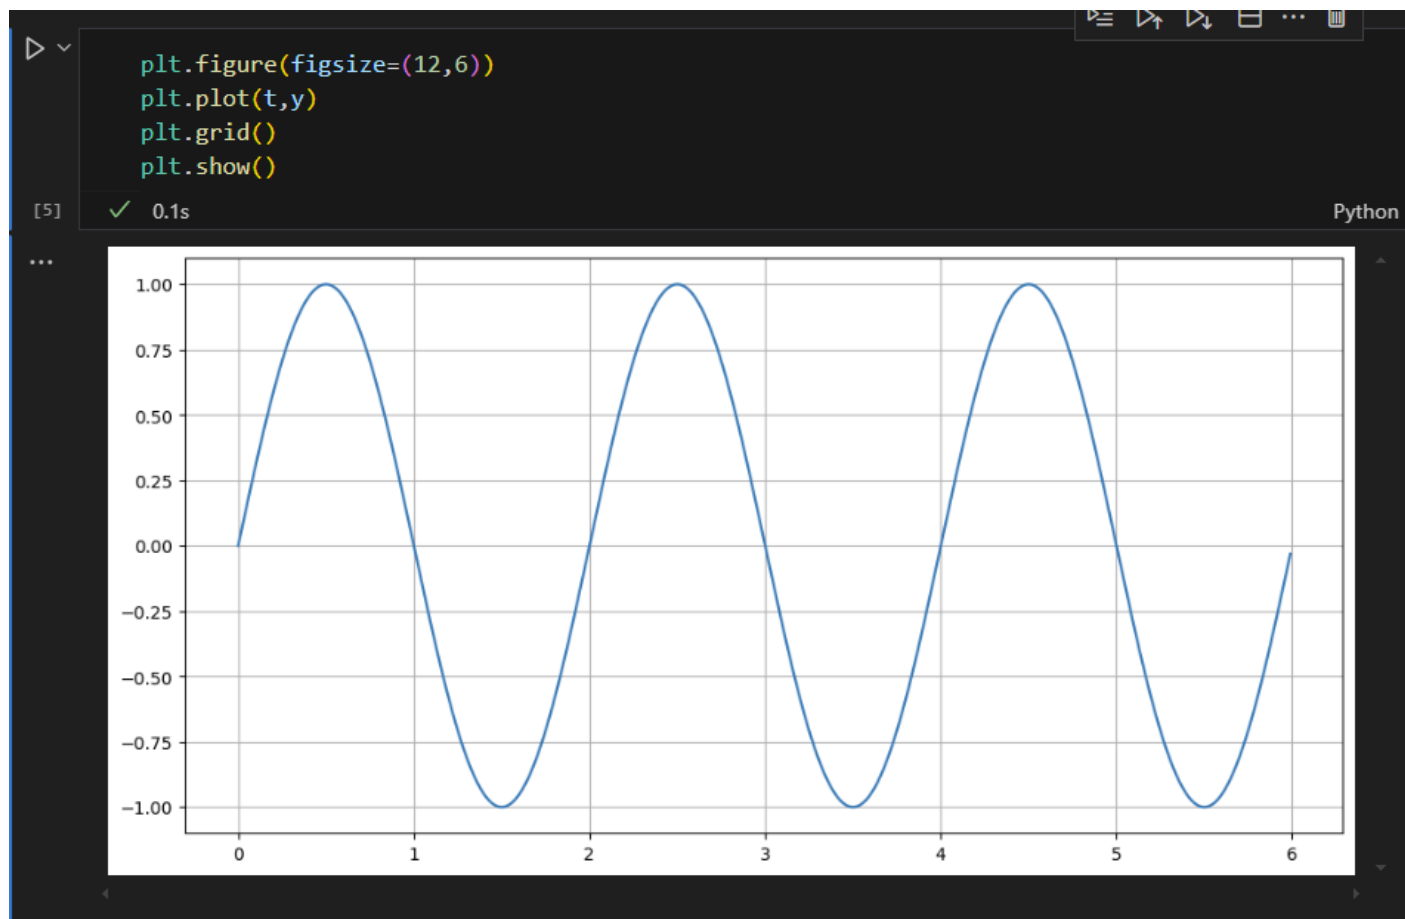 plt.figure(figsize=(12,6))
plt.plot(t,y)
plt.grid()
plt.show()
[5]
0.1s
Python
...
1.00
0.75
0.50
0.25
0.00
−0.25
−0.50
−0.75
−1.00
0 1 2 3 4 5 6